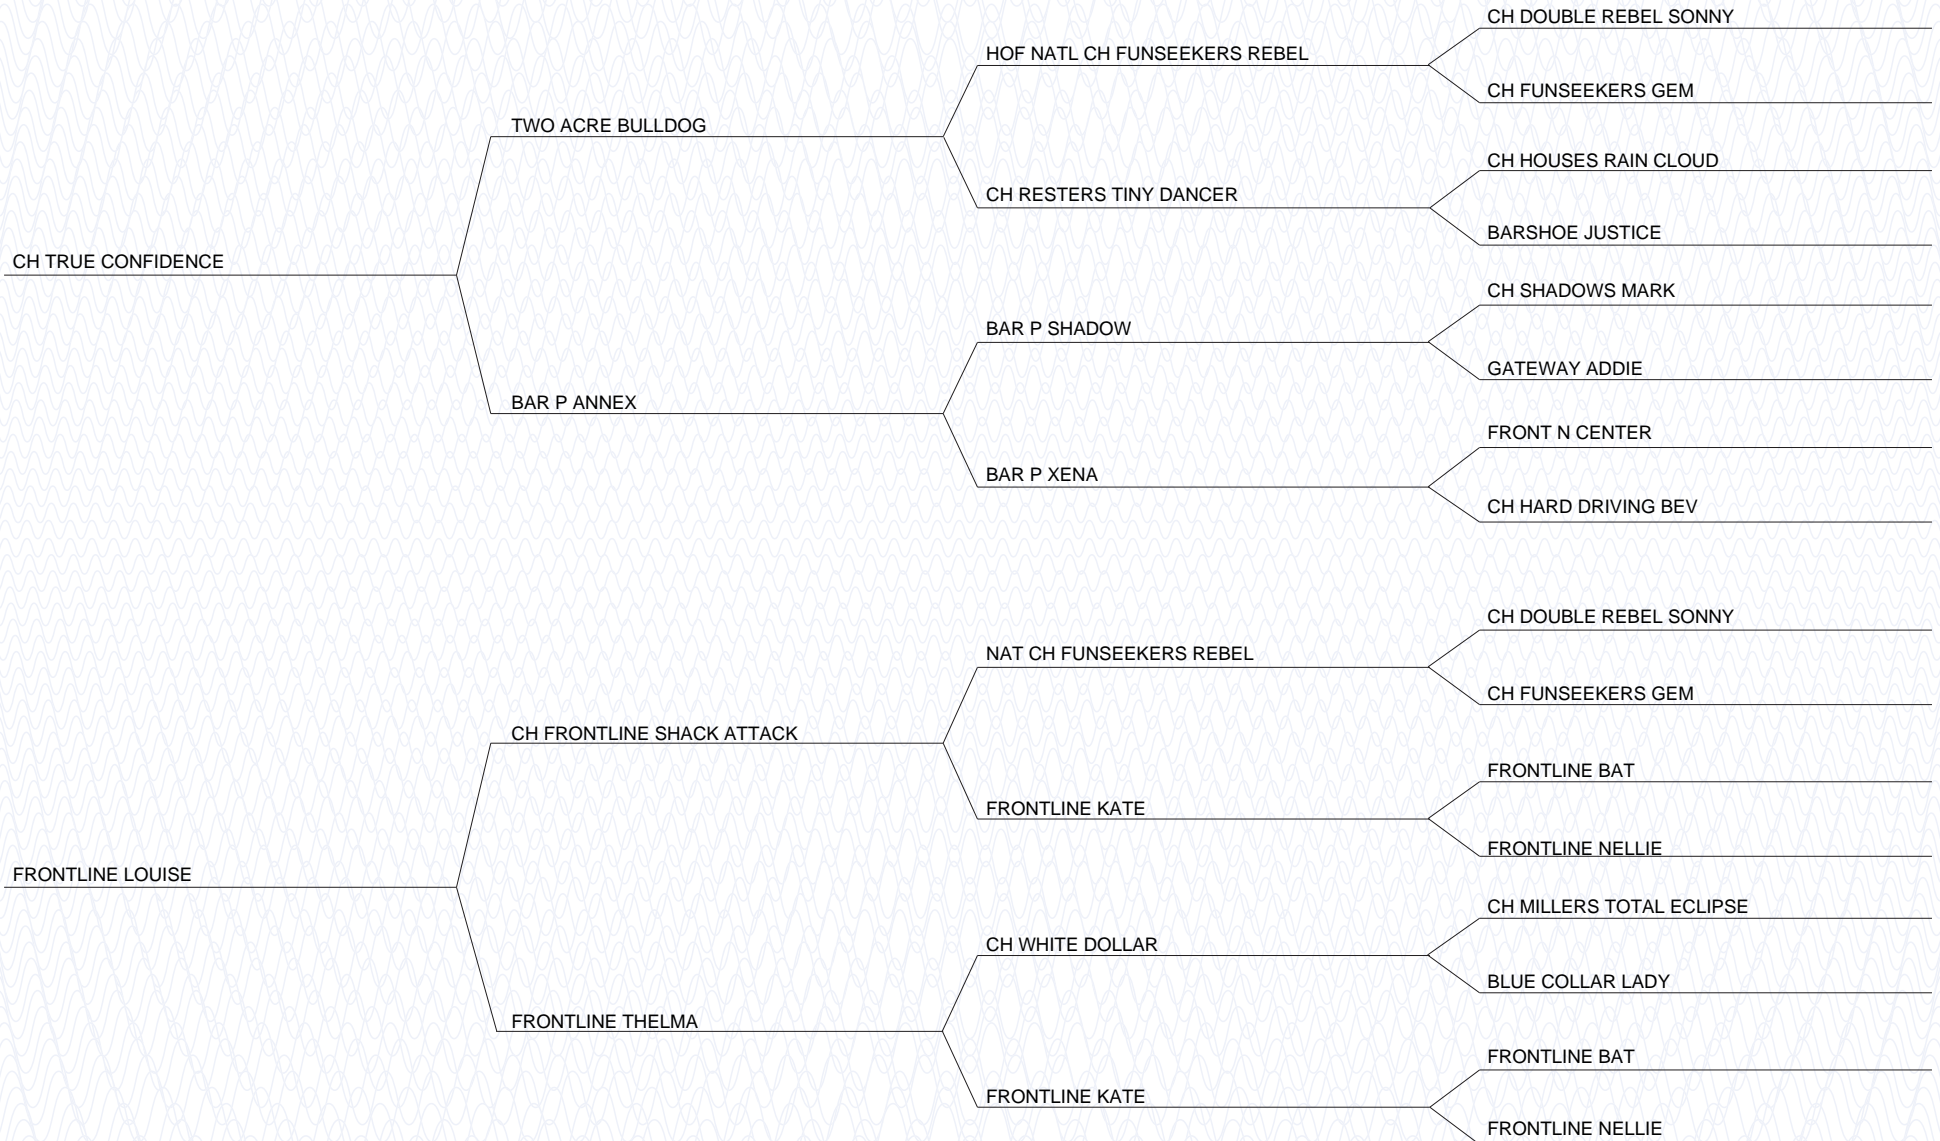 CH DOUBLE REBEL SONNY
HOF NATL CH FUNSEEKERS REBEL
CH FUNSEEKERS GEM
TWO ACRE BULLDOG
CH HOUSES RAIN CLOUD
CH RESTERS TINY DANCER
BARSHOE JUSTICE
CH TRUE CONFIDENCE
CH SHADOWS MARK
BAR P SHADOW
GATEWAY ADDIE
BAR P ANNEX
FRONT N CENTER
BAR P XENA
CH HARD DRIVING BEV
CH DOUBLE REBEL SONNY
NAT CH FUNSEEKERS REBEL
CH FUNSEEKERS GEM
CH FRONTLINE SHACK ATTACK
FRONTLINE BAT
FRONTLINE KATE
FRONTLINE NELLIE
FRONTLINE LOUISE
CH MILLERS TOTAL ECLIPSE
CH WHITE DOLLAR
BLUE COLLAR LADY
FRONTLINE THELMA
FRONTLINE BAT
FRONTLINE KATE
FRONTLINE NELLIE